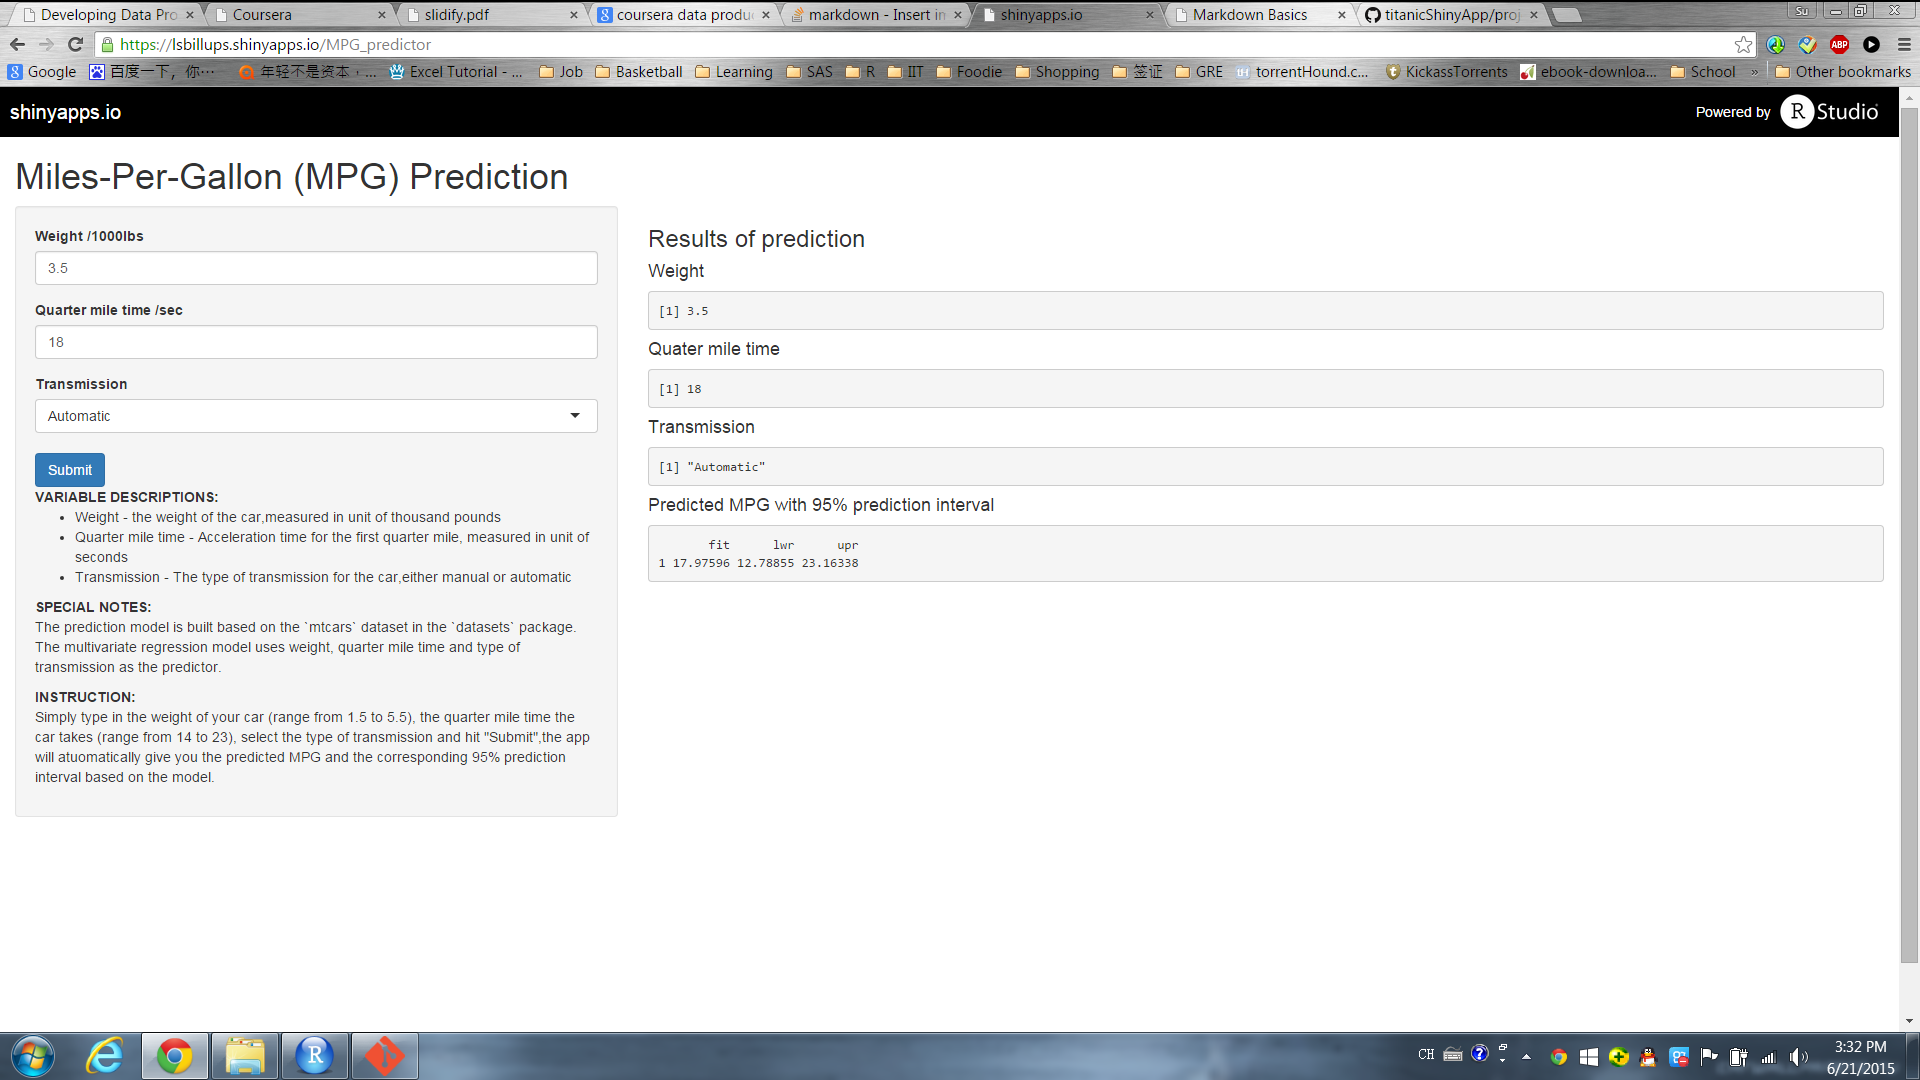 Developing Data Pro
Coursera
slidify.pdf
coursera data produ
markdown - Insert in
shinyapps.io
Markdown Basics
titanicShinyApp/proj
Su
https://lsbillups.shinyapps.io/MPG_predictor
ABP
Google
百度一下，你…
年轻不是资本，...
Excel Tutorial - ...
Job
Basketball
Learning
SAS
R
IIT
Foodie
Shopping
签证
GRE
torrentHound.c...
KickassTorrents
ebook-downloa...
School
»
Other bookmarks
shinyapps.io
Powered by R Studio
Miles-Per-Gallon (MPG) Prediction
Weight /1000lbs
3.5
Quarter mile time /sec
18
Transmission
Automatic
Submit
VARIABLE DESCRIPTIONS:
• Weight - the weight of the car,measured in unit of thousand pounds
• Quarter mile time - Acceleration time for the first quarter mile, measured in unit of
seconds
• Transmission - The type of transmission for the car,either manual or automatic
SPECIAL NOTES:
The prediction model is built based on the `mtcars` dataset in the `datasets` package.
The multivariate regression model uses weight, quarter mile time and type of
transmission as the predictor.
INSTRUCTION:
Simply type in the weight of your car (range from 1.5 to 5.5), the quarter mile time the
car takes (range from 14 to 23), select the type of transmission and hit "Submit",the app
will atuomatically give you the predicted MPG and the corresponding 95% prediction
interval based on the model.
Results of prediction
Weight
[1] 3.5
Quater mile time
[1] 18
Transmission
[1] "Automatic"
Predicted MPG with 95% prediction interval
fit lwr upr
1 17.97596 12.78855 23.16338
CH
3:32 PM
6/21/2015